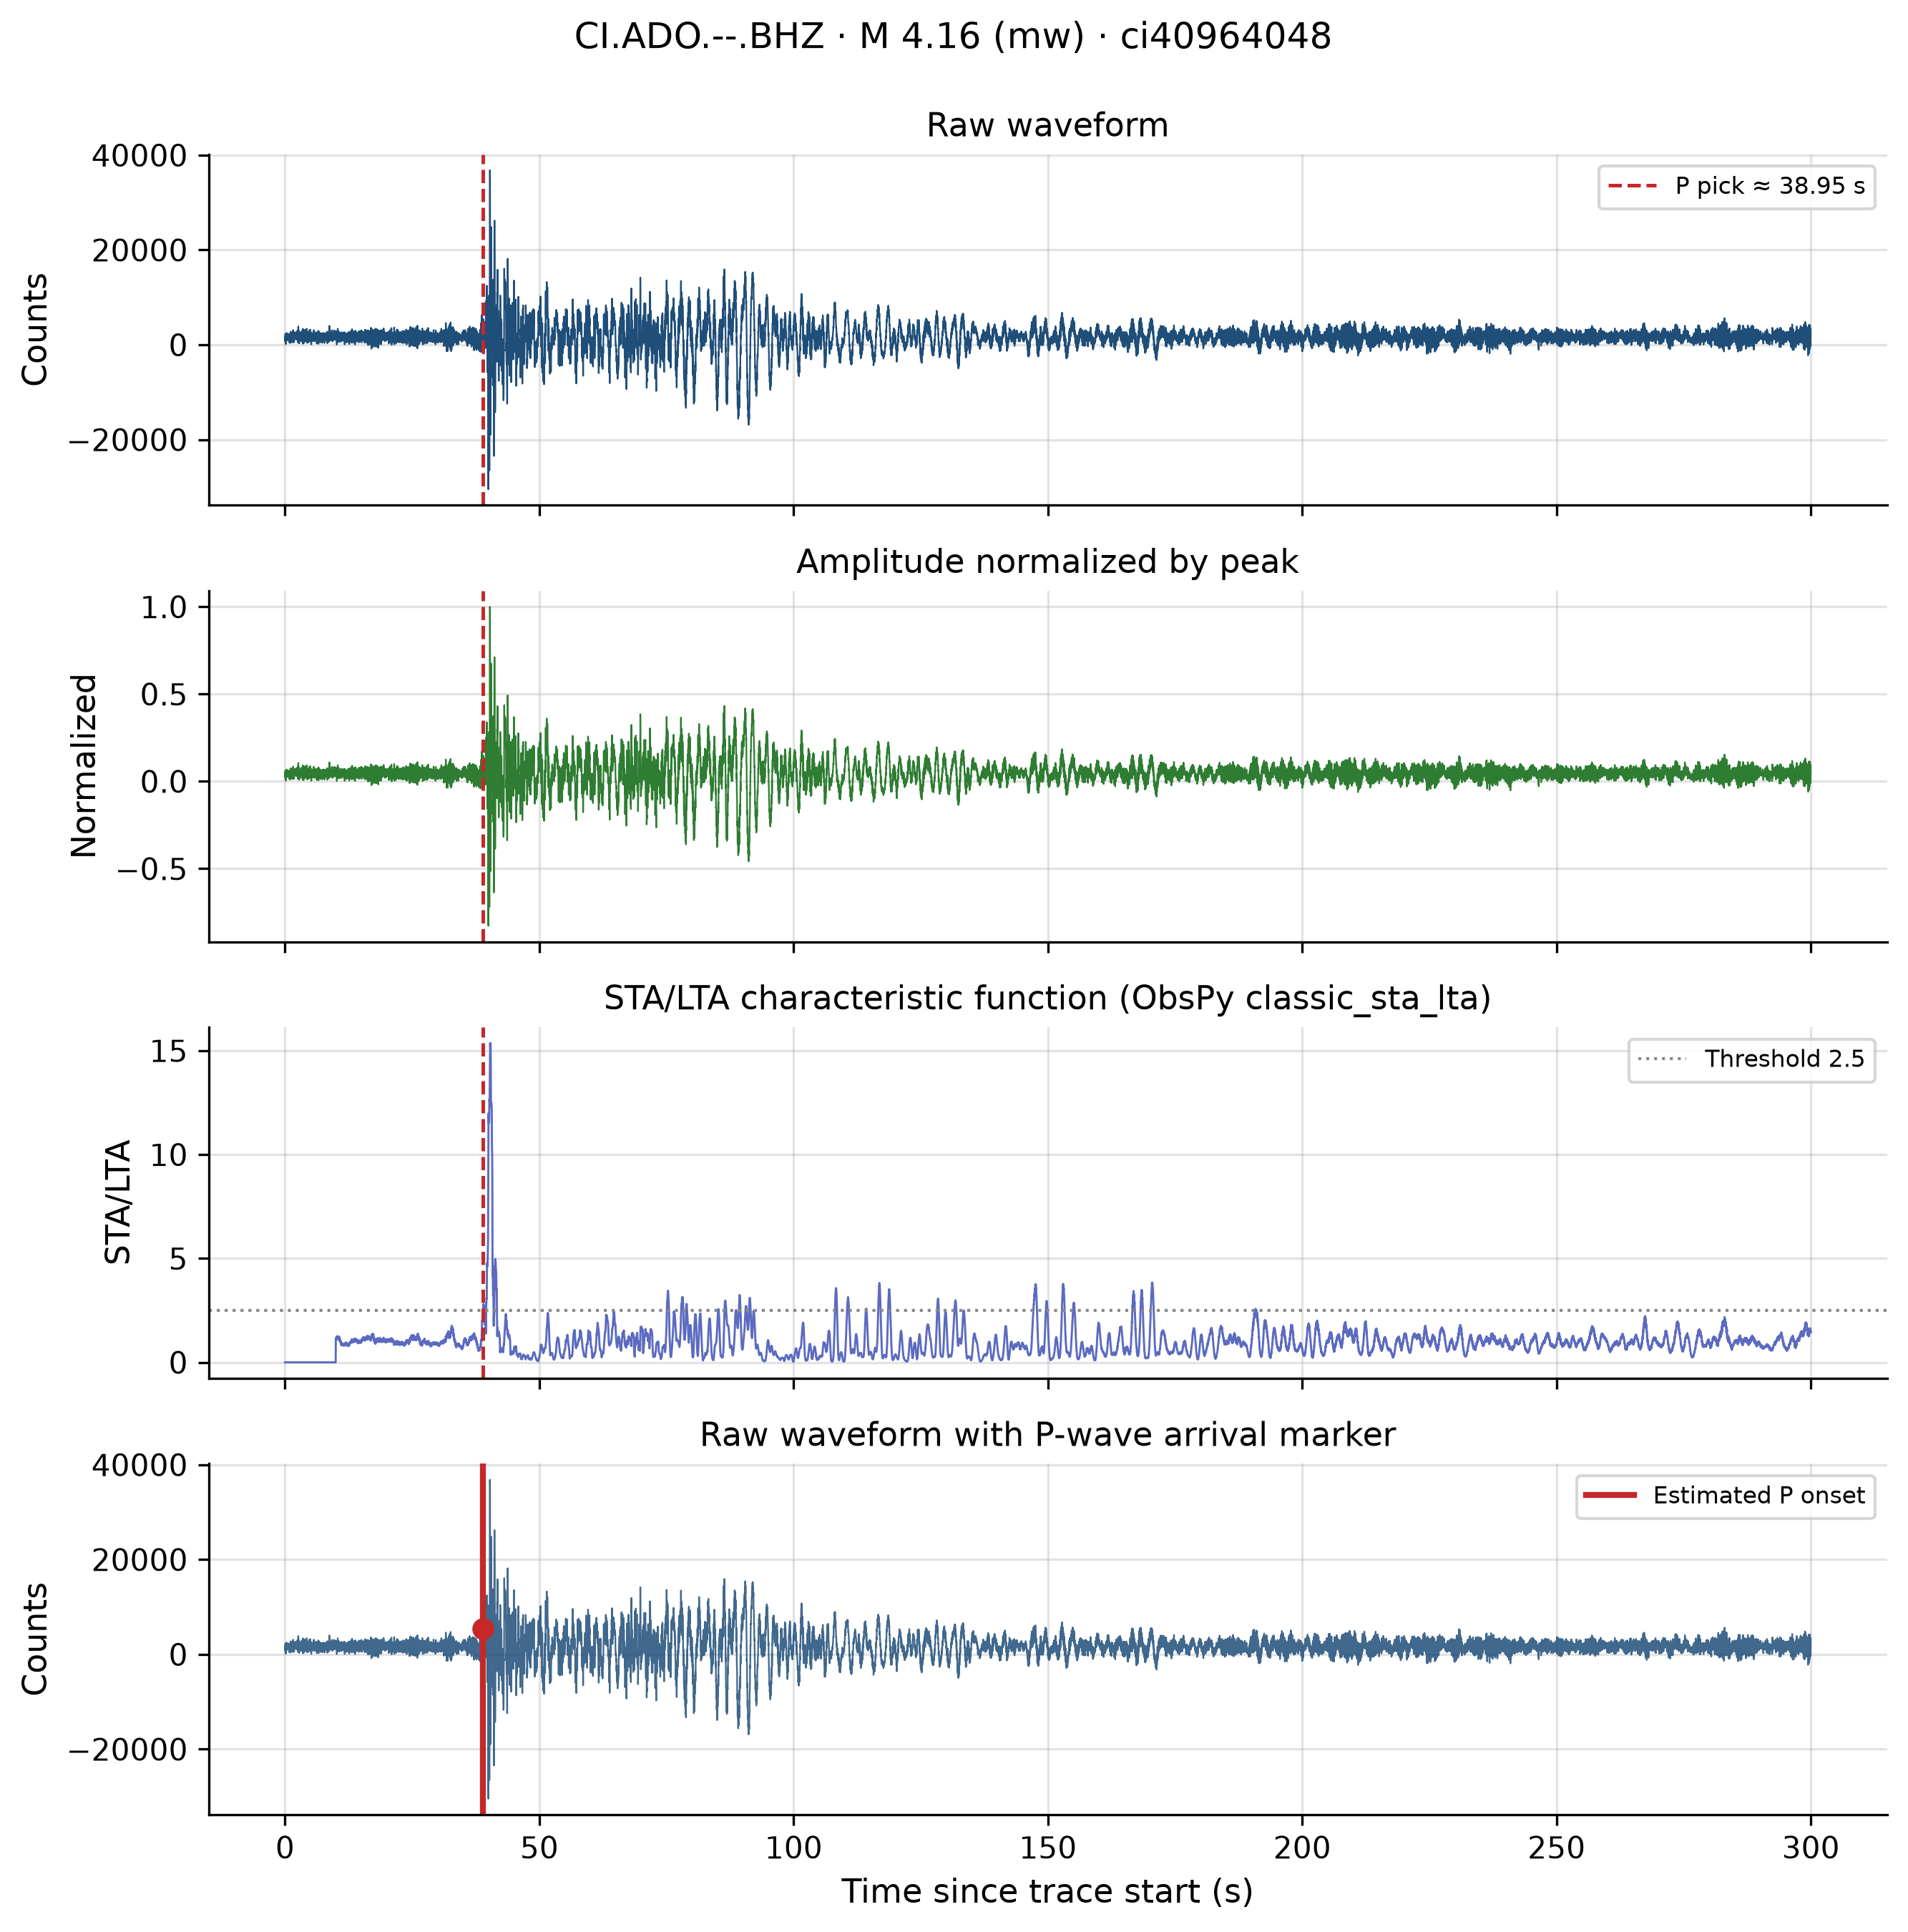 CI.ADO.--.BHZ · M 4.16 (mw) · ci40964048
Raw waveform
40000
20000
0
−20000
Counts
P pick ≈ 38.95 s
Amplitude normalized by peak
1.0
0.5
0.0
−0.5
Normalized
STA/LTA characteristic function (ObsPy classic_sta_lta)
15
10
5
0
STA/LTA
Threshold 2.5
Raw waveform with P-wave arrival marker
40000
20000
0
−20000
Counts
Estimated P onset
0 50 100 150 200 250 300
Time since trace start (s)